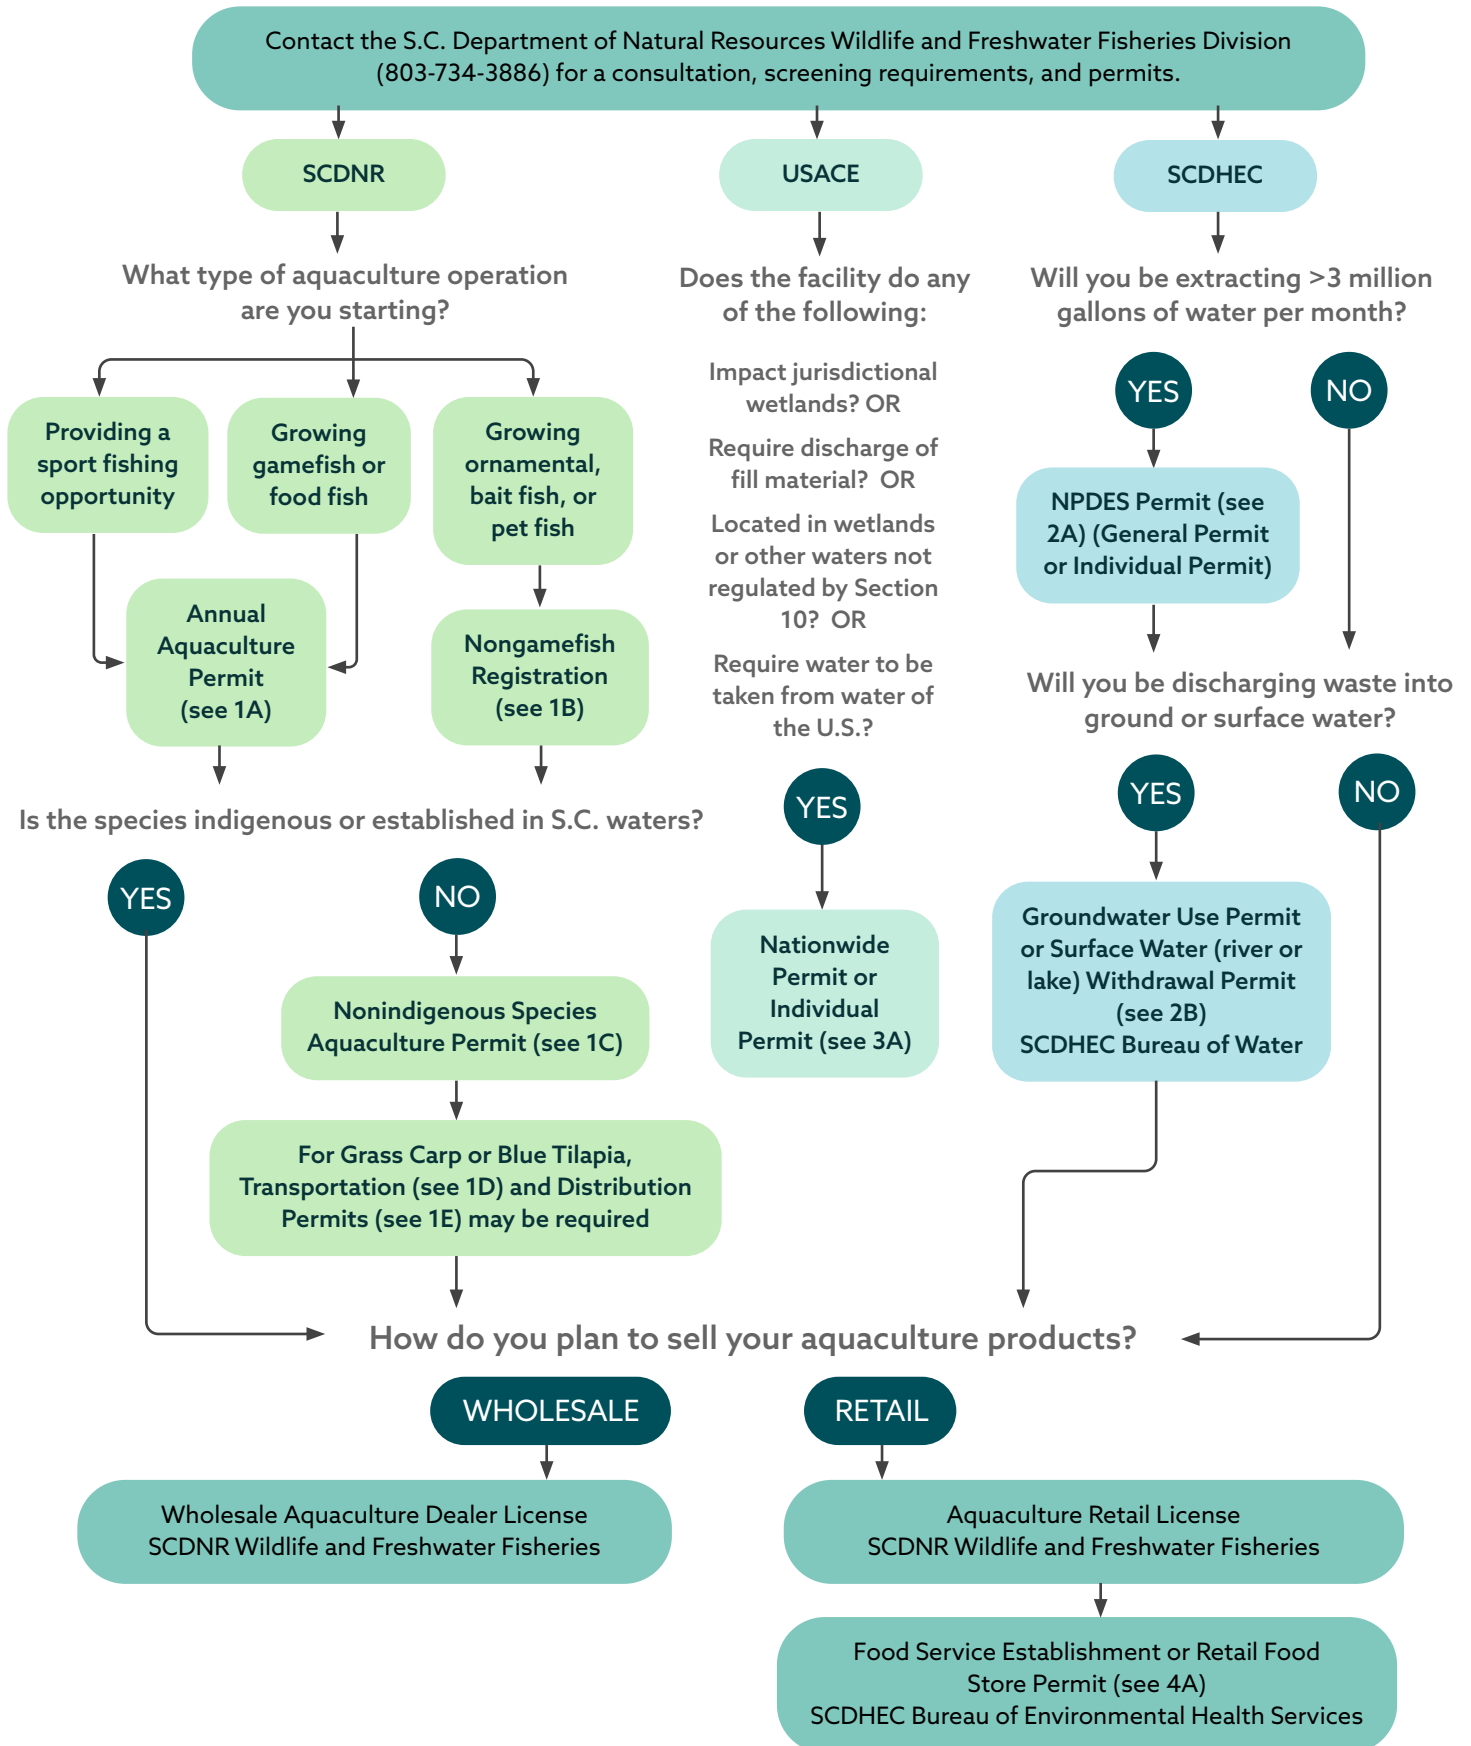 Contact the S.C. Department of Natural Resources Wildlife and Freshwater Fisheries Division
(803-734-3886) for a consultation, screening requirements, and permits.
SCDNR
What type of aquaculture operation
are you starting?
Providing a
sport fishing
opportunity
Growing
gamefish or
food fish
Growing
ornamental,
bait fish, or
pet fish
Annual
Aquaculture
Permit
(see 1A)
Nongamefish
Registration
(see 1B)
Is the species indigenous or established in S.C. waters?
YES
NO
Nonindigenous Species
Aquaculture Permit (see 1C)
For Grass Carp or Blue Tilapia,
Transportation (see 1D) and Distribution
Permits (see 1E) may be required
USACE
Does the facility do any
of the following:
Impact jurisdictional
wetlands? OR
Require discharge of
fill material? OR
Located in wetlands
or other waters not
regulated by Section
10? OR
Require water to be
taken from water of
the U.S.?
YES
Nationwide
Permit or
Individual
Permit (see 3A)
SCDHEC
Will you be extracting >3 million
gallons of water per month?
YES
NO
NPDES Permit (see
2A) (General Permit
or Individual Permit)
Will you be discharging waste into
ground or surface water?
YES
NO
Groundwater Use Permit
or Surface Water (river or
lake) Withdrawal Permit
(see 2B)
SCDHEC Bureau of Water
How do you plan to sell your aquaculture products?
WHOLESALE
RETAIL
Wholesale Aquaculture Dealer License
SCDNR Wildlife and Freshwater Fisheries
Aquaculture Retail License
SCDNR Wildlife and Freshwater Fisheries
Food Service Establishment or Retail Food
Store Permit (see 4A)
SCDHEC Bureau of Environmental Health Services